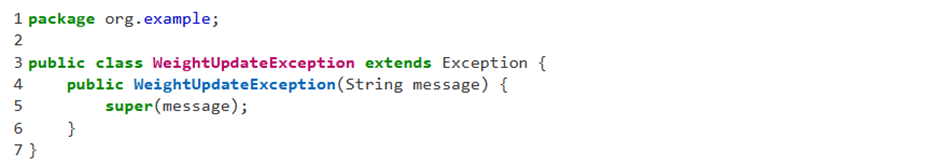 1 package org.example;
2
3 public class WeightUpdateException extends Exception {
4     public WeightUpdateException(String message) {
5         super(message);
6     }
7 }